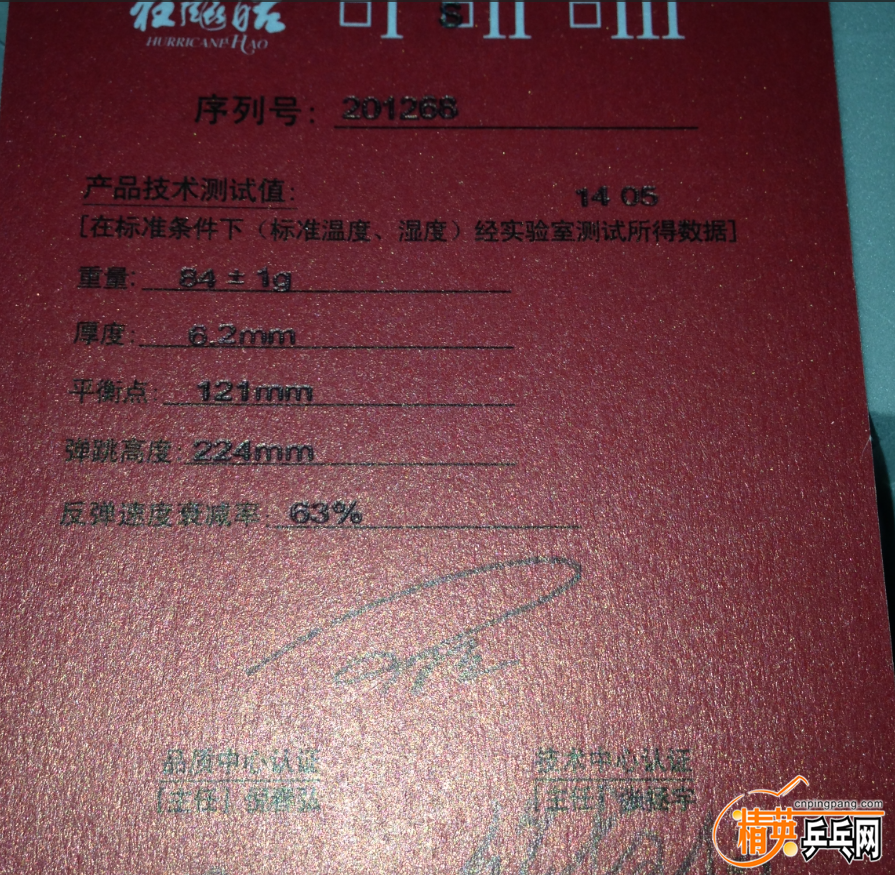 狂飚皓 □I S□II □III
HURRICANE HAO
序列号: 201266
产品技术测试值: 14 05
[在标准条件下（标准温度、湿度）经实验室测试所得数据]
重量: 84 ± 1g
厚度: 6.2mm
平衡点: 121mm
弹跳高度: 224mm
反弹速度衰减率: 63%
品质中心认证 技术中心认证
[主任] [主任]
cnpingpang.com
精英乒乓网